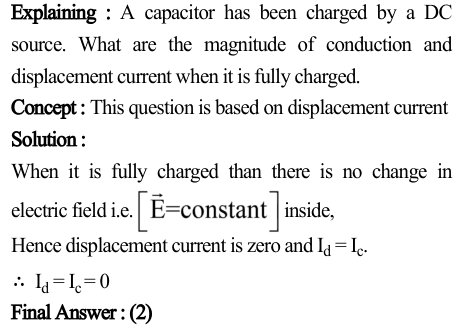 Explaining : A capacitor has been charged by a DC
source. What are the magnitude of conduction and
displacement current when it is fully charged.
Concept : This question is based on displacement current
Solution :
When it is fully charged than there is no change in
electric field i.e. [E⃗=constant] inside,
Hence displacement current is zero and I_d = I_c.
∴ I_d = I_c = 0
Final Answer : (2)